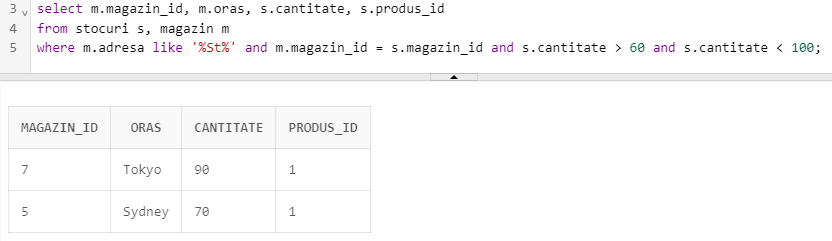 3 select m.magazin_id, m.oras, s.cantitate, s.produs_id
4 from stocuri s, magazin m
5 where m.adresa like '%St%' and m.magazin_id = s.magazin_id and s.cantitate > 60 and s.cantitate < 100;
MAGAZIN_ID ORAS CANTITATE PRODUS_ID
7 Tokyo 90 1
5 Sydney 70 1